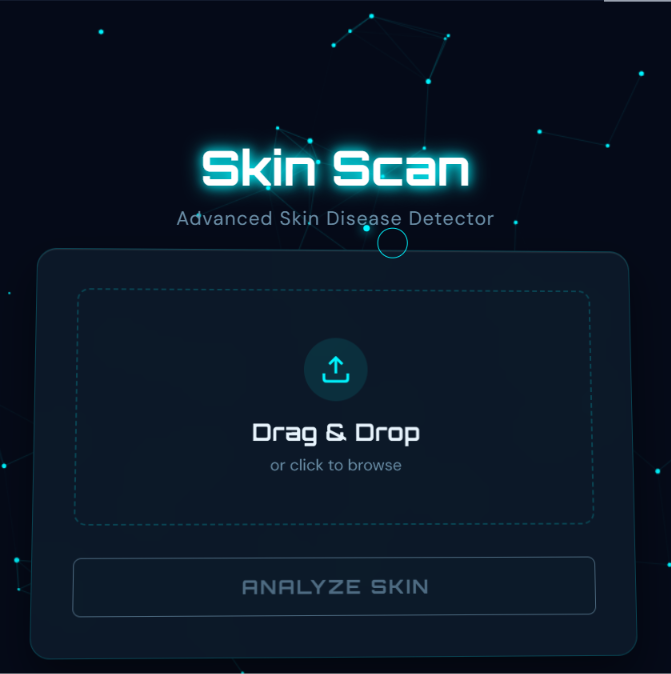 Skin Scan
Advanced Skin Disease Detector
Drag & Drop
or click to browse
ANALYZE SKIN